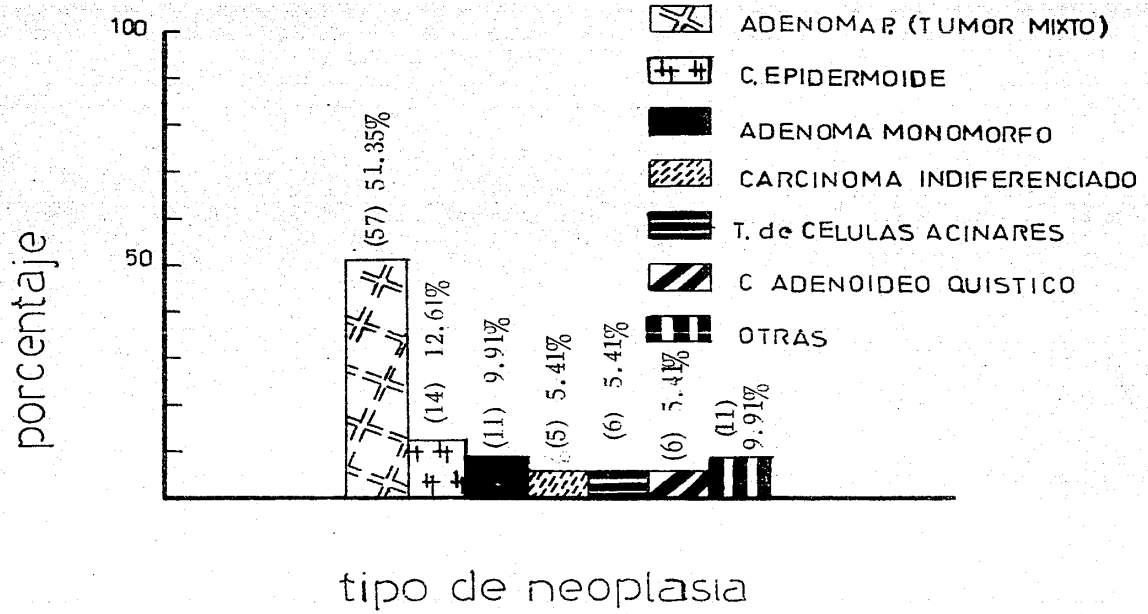 100
50
porcentaje
ADENOMA P. (TUMOR MIXTO)
C. EPIDERMOIDE
ADENOMA MONOMORFO
CARCINOMA INDIFERENCIADO
T. de CELULAS ACINARES
C ADENOIDEO QUISTICO
OTRAS
(57) 51.35%
(14) 12.61%
(11) 9.91%
(5) 5.41%
(6) 5.41%
(6) 5.41%
(11)
9.91%
tipo de neoplasia